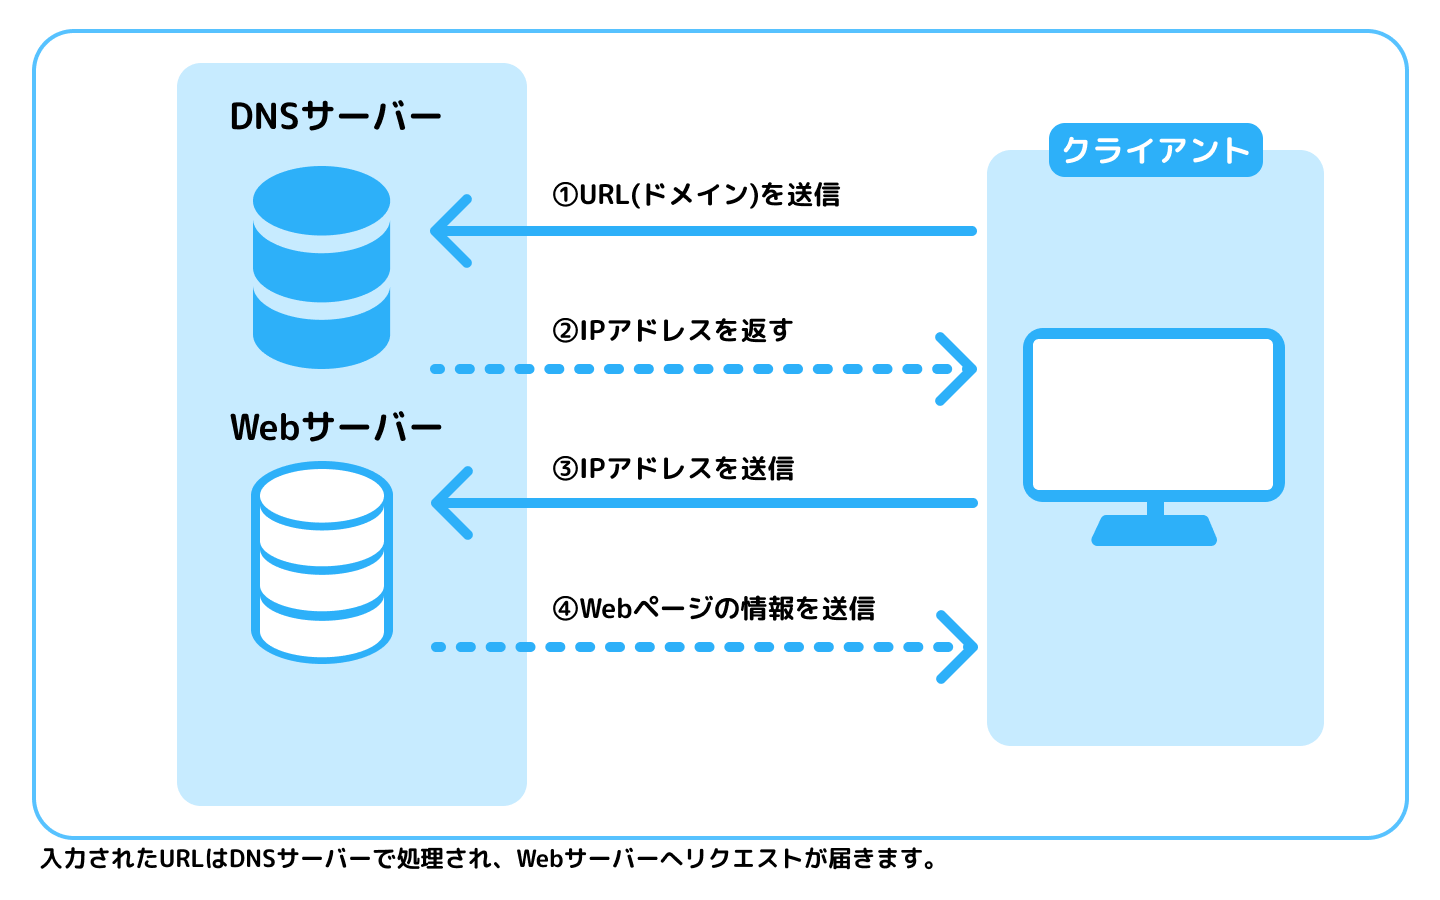 DNSサーバー
クライアント
①URL(ドメイン)を送信
②IPアドレスを返す
Webサーバー
③IPアドレスを送信
④Webページの情報を送信
入力されたURLはDNSサーバーで処理され、Webサーバーへリクエストが届きます。